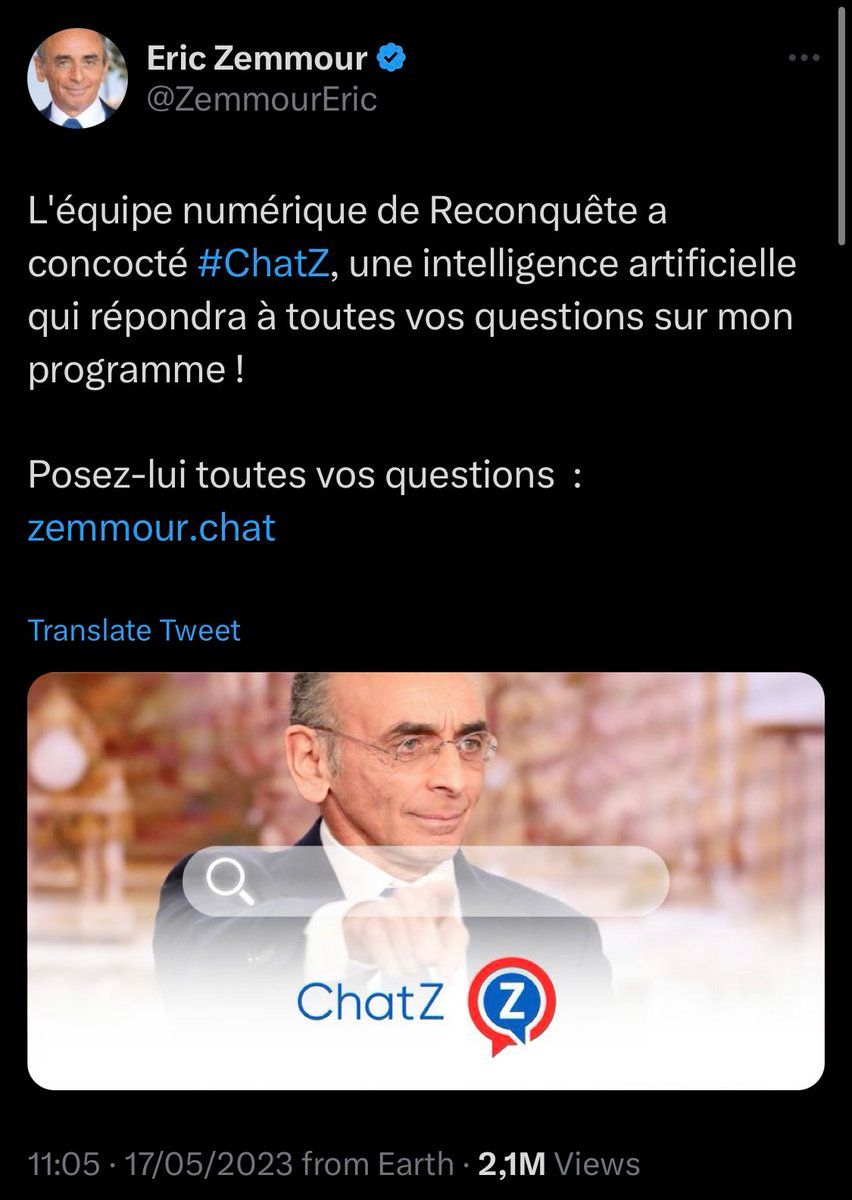 Eric Zemmour
@ZemmourEric
L'équipe numérique de Reconquête a
concocté #ChatZ, une intelligence artificielle
qui répondra à toutes vos questions sur mon
programme !
Posez-lui toutes vos questions  :
zemmour.chat
Translate Tweet
ChatZ Z
11:05 · 17/05/2023 from Earth · 2,1M Views